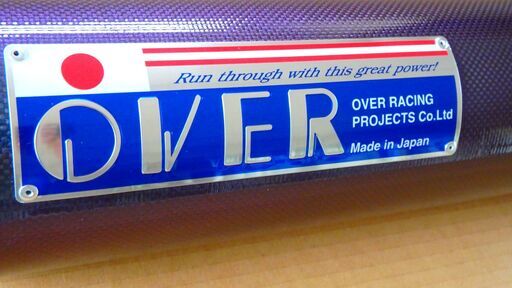 Run through with this great power!
OVER
OVER RACING
PROJECTS Co.Ltd
Made in Japan